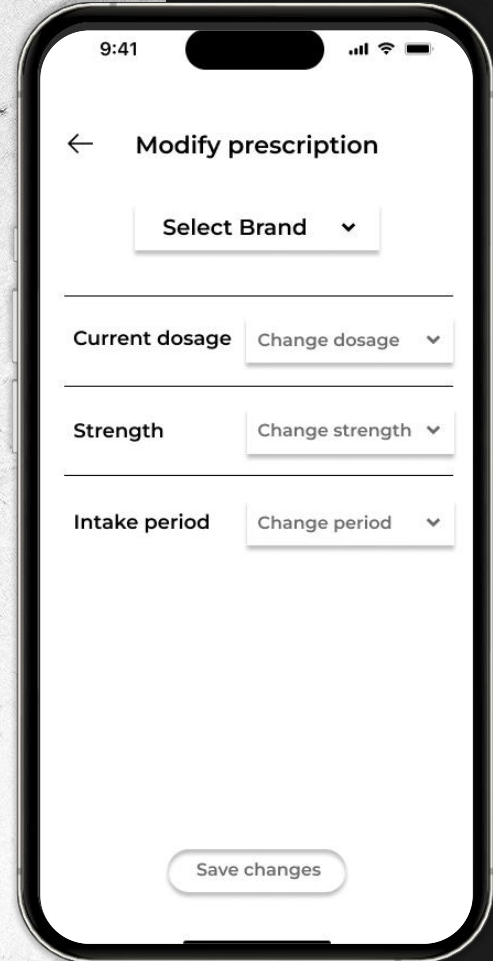 9:41
Modify prescription
Select Brand
Current dosage Change dosage
Strength Change strength
Intake period Change period
Save changes